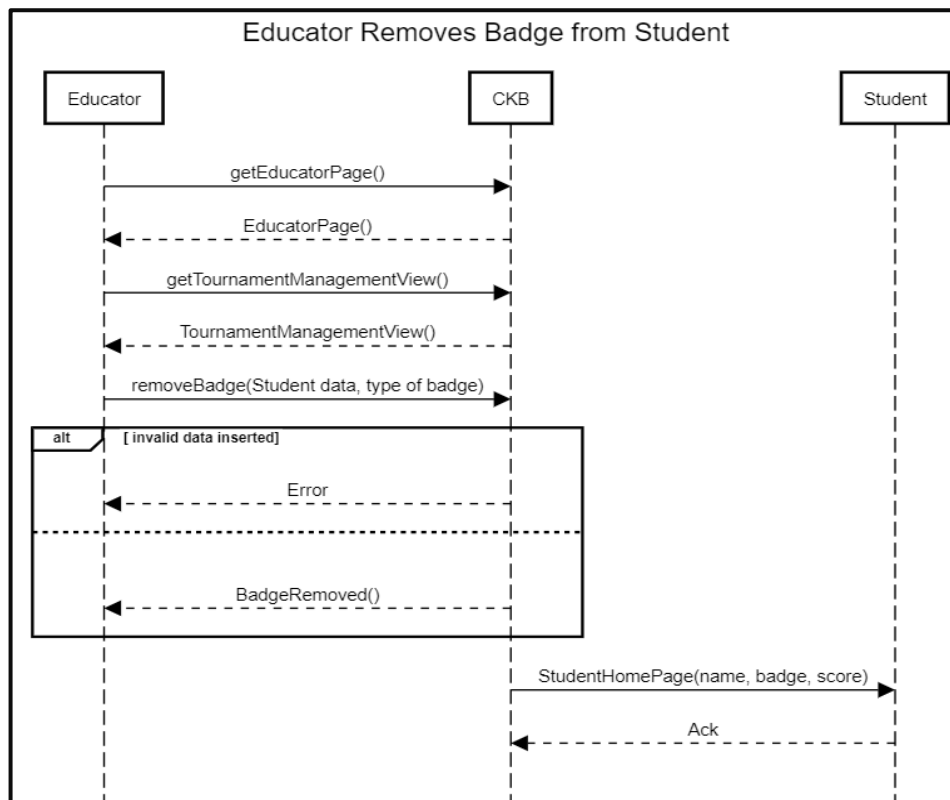 Educator Removes Badge from Student
Educator
CKB
Student
getEducatorPage()
EducatorPage()
getTournamentManagementView()
TournamentManagementView()
removeBadge(Student data, type of badge)
alt
[ invalid data inserted]
Error
BadgeRemoved()
StudentHomePage(name, badge, score)
Ack